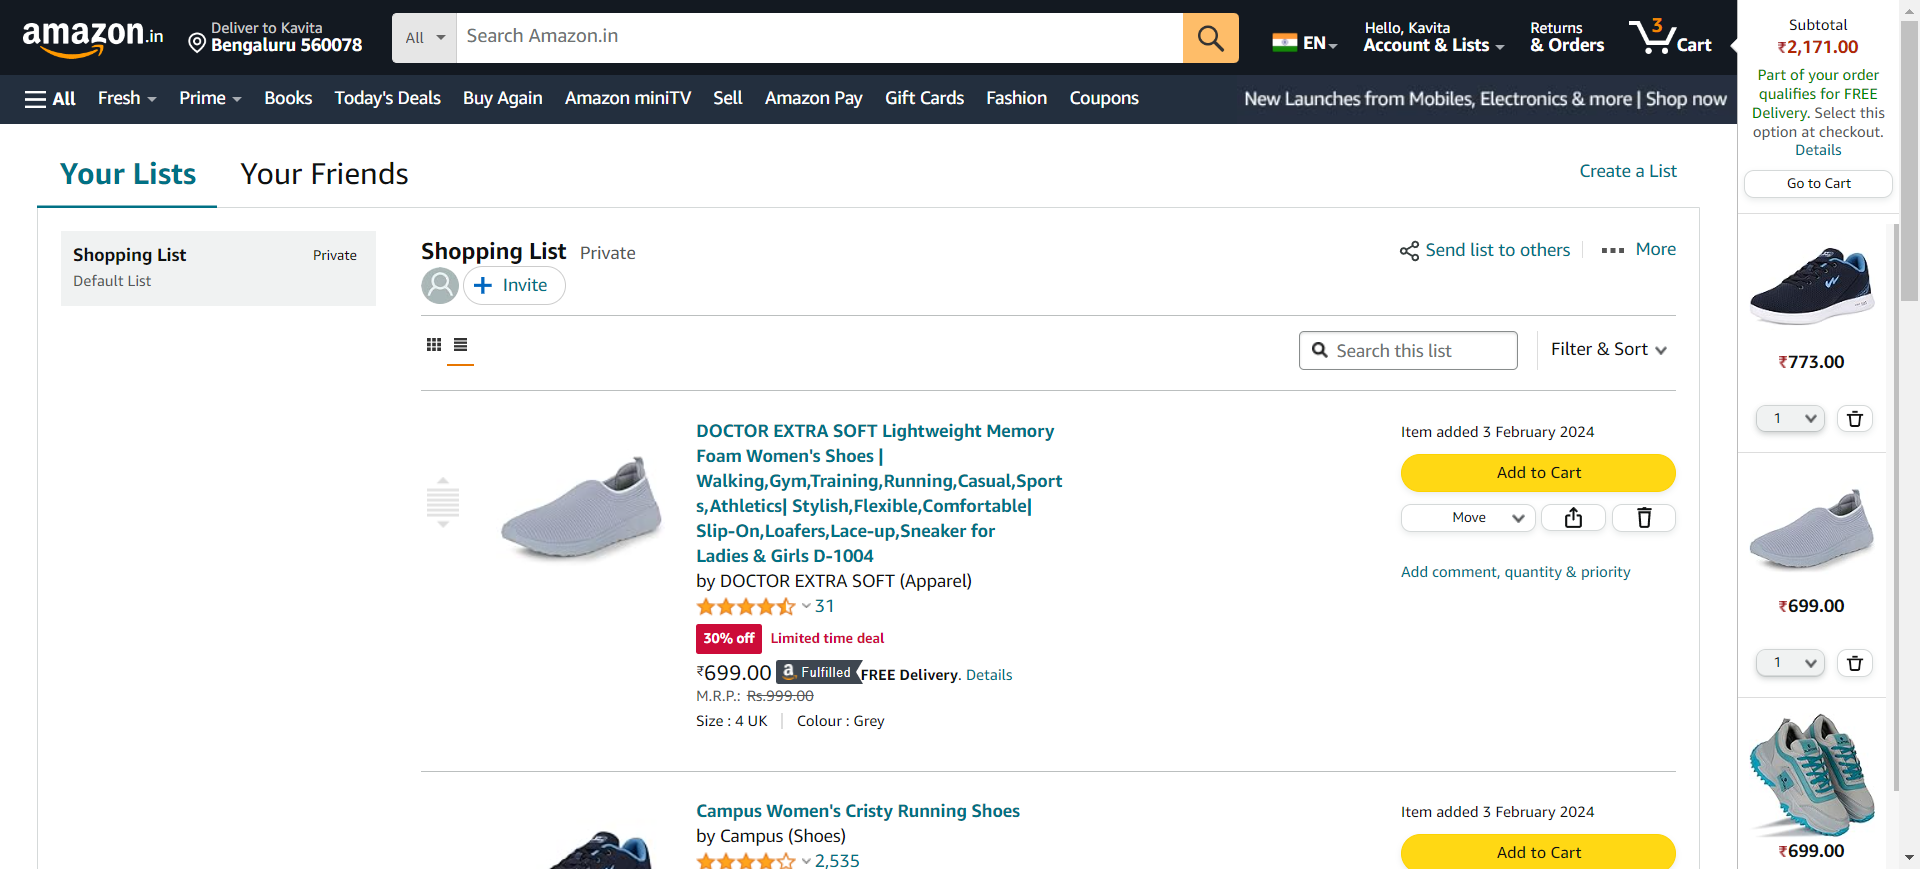 amazon.in
Deliver to Kavita
Bengaluru 560078
All
Search Amazon.in
EN
Hello, Kavita
Account & Lists
Returns
& Orders
3
Cart
All
Fresh
Prime
Books
Today's Deals
Buy Again
Amazon miniTV
Sell
Amazon Pay
Gift Cards
Fashion
Coupons
New Launches from Mobiles, Electronics & more | Shop now
Your Lists
Your Friends
Create a List
Shopping List
Private
Default List
Shopping List
Private
Send list to others
More
Invite
Search this list
Filter & Sort
DOCTOR EXTRA SOFT Lightweight Memory
Foam Women's Shoes |
Walking,Gym,Training,Running,Casual,Sport
s,Athletics| Stylish,Flexible,Comfortable|
Slip-On,Loafers,Lace-up,Sneaker for
Ladies & Girls D-1004
by DOCTOR EXTRA SOFT (Apparel)
31
30% off
Limited time deal
₹699.00
a Fulfilled
FREE Delivery. Details
M.R.P.: Rs.999.00
Size : 4 UK
Colour : Grey
Item added 3 February 2024
Add to Cart
Move
Add comment, quantity & priority
Campus Women's Cristy Running Shoes
by Campus (Shoes)
2,535
Item added 3 February 2024
Add to Cart
Subtotal
₹2,171.00
Part of your order
qualifies for FREE
Delivery. Select this
option at checkout.
Details
Go to Cart
₹773.00
1
₹699.00
1
₹699.00